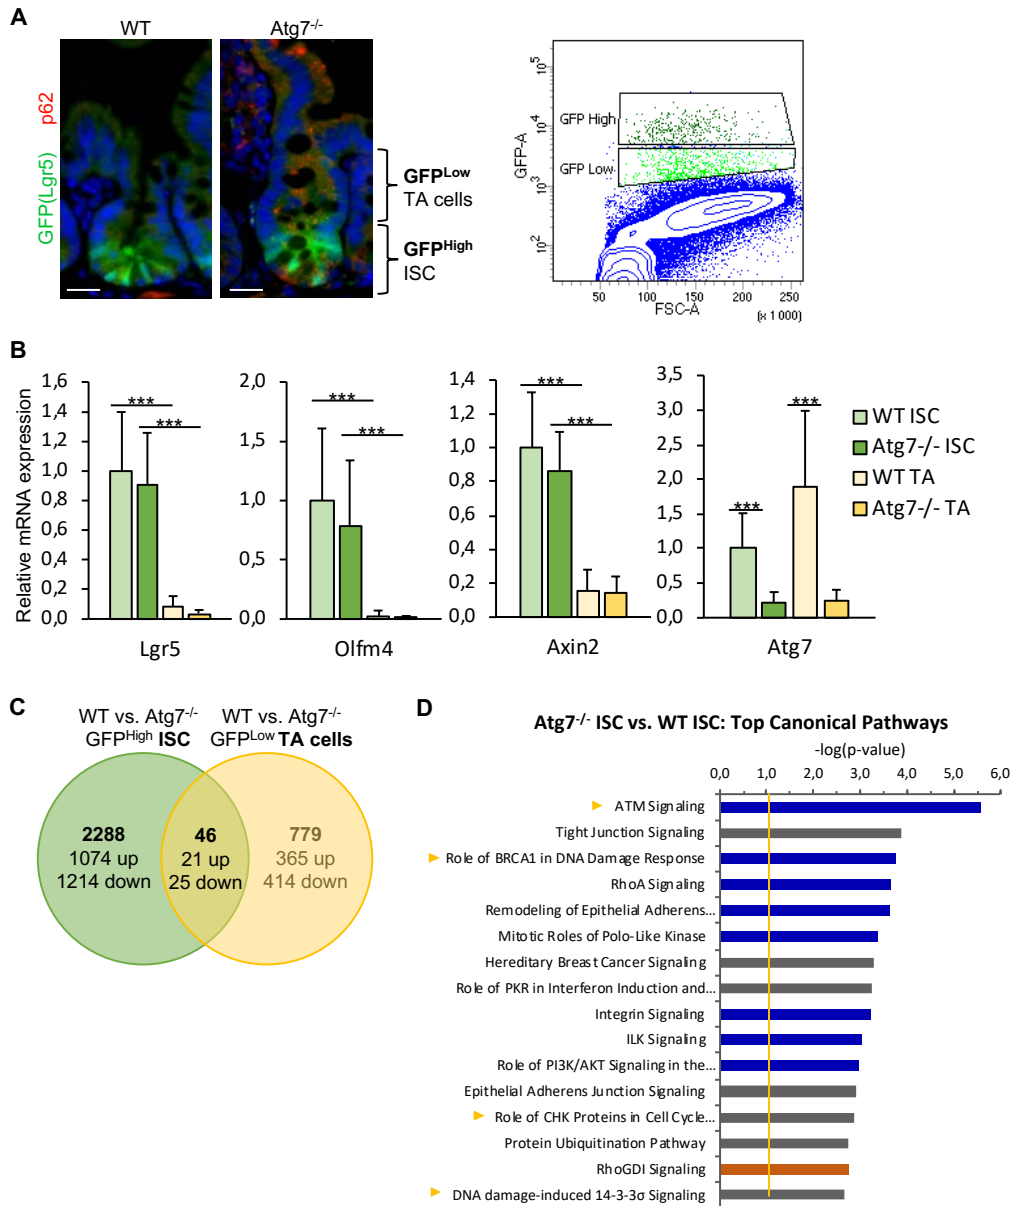 A
WT
Atg7-/-
GFP(Lgr5) p62
GFPLow
TA cells
GFPHigh
ISC
GFP-A
10^5
10^4
10^3
10^2
GFP High
GFP Low
50 100 150 200 250
FSC-A
(x 1 000)
B
Relative mRNA expression
1,6
1,4
1,2
1,0
0,8
0,6
0,4
0,2
0,0
***
***
Lgr5
2,0
1,5
1,0
0,5
0,0
***
***
Olfm4
1,4
1,2
1,0
0,8
0,6
0,4
0,2
0,0
***
***
Axin2
3,5
3,0
2,5
2,0
1,5
1,0
0,5
0,0
***
***
Atg7
WT ISC
Atg7-/- ISC
WT TA
Atg7-/- TA
C
WT vs. Atg7-/-
GFPHigh ISC
WT vs. Atg7-/-
GFPLow TA cells
2288
1074 up
1214 down
46
21 up
25 down
779
365 up
414 down
D
Atg7-/- ISC vs. WT ISC: Top Canonical Pathways
-log(p-value)
0,0 1,0 2,0 3,0 4,0 5,0 6,0
ATM Signaling
Tight Junction Signaling
Role of BRCA1 in DNA Damage Response
RhoA Signaling
Remodeling of Epithelial Adherens...
Mitotic Roles of Polo-Like Kinase
Hereditary Breast Cancer Signaling
Role of PKR in Interferon Induction and...
Integrin Signaling
ILK Signaling
Role of PI3K/AKT Signaling in the...
Epithelial Adherens Junction Signaling
Role of CHK Proteins in Cell Cycle...
Protein Ubiquitination Pathway
RhoGDI Signaling
DNA damage-induced 14-3-3σ Signaling